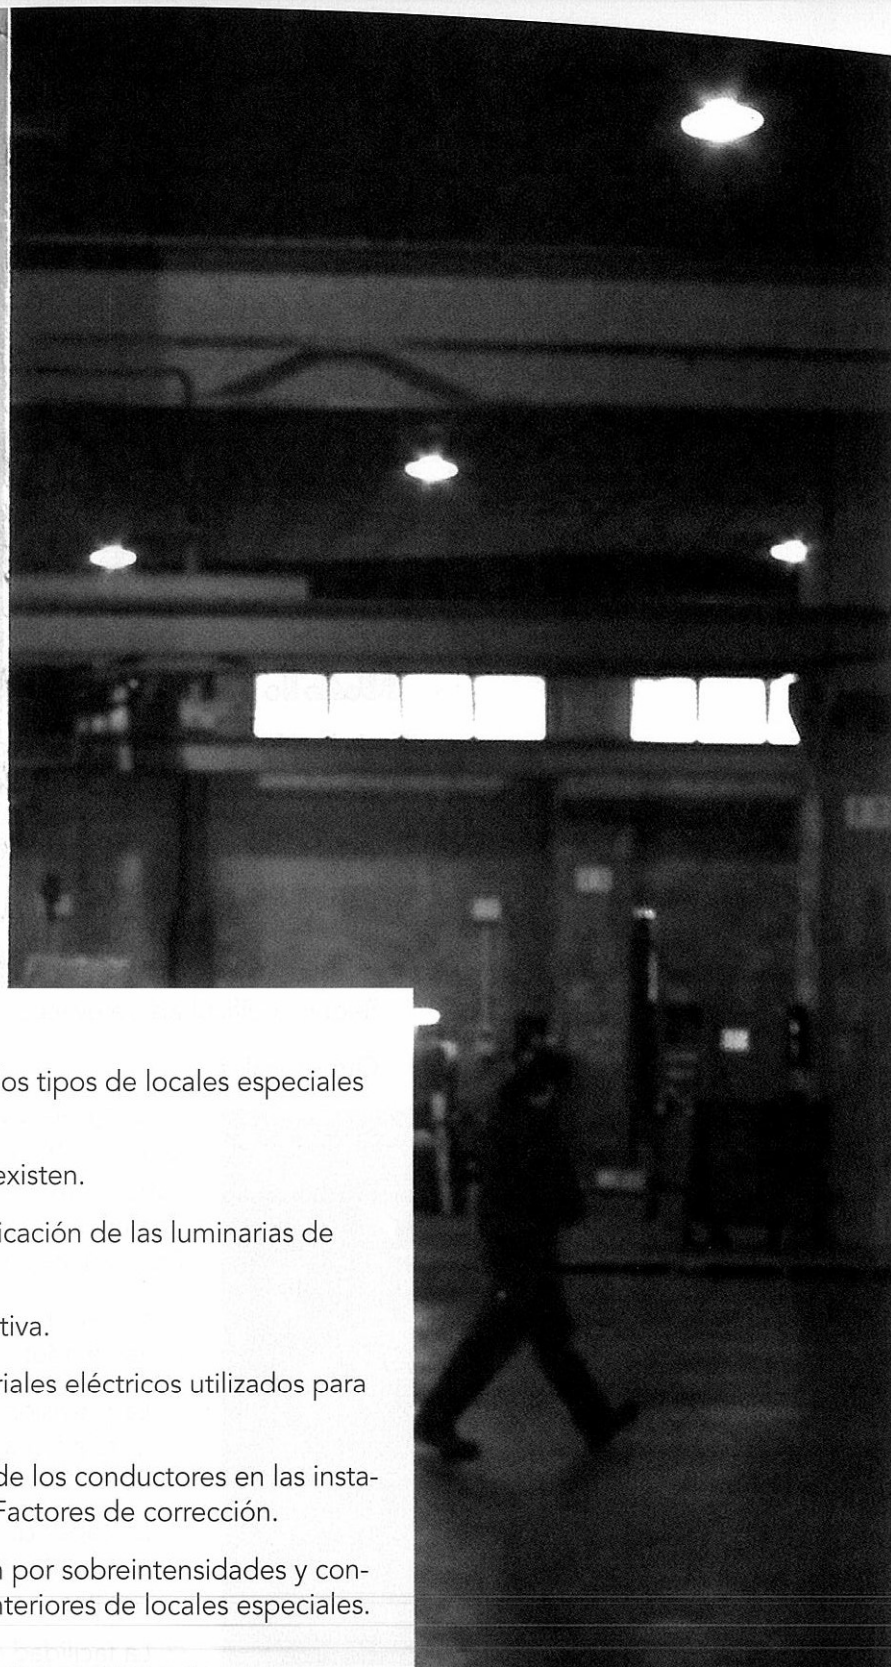 os tipos de locales especiales
existen.
icación de las luminarias de
tiva.
riales eléctricos utilizados para
de los conductores en las insta-
Factores de corrección.
por sobreintensidades y con-
nteriores de locales especiales.